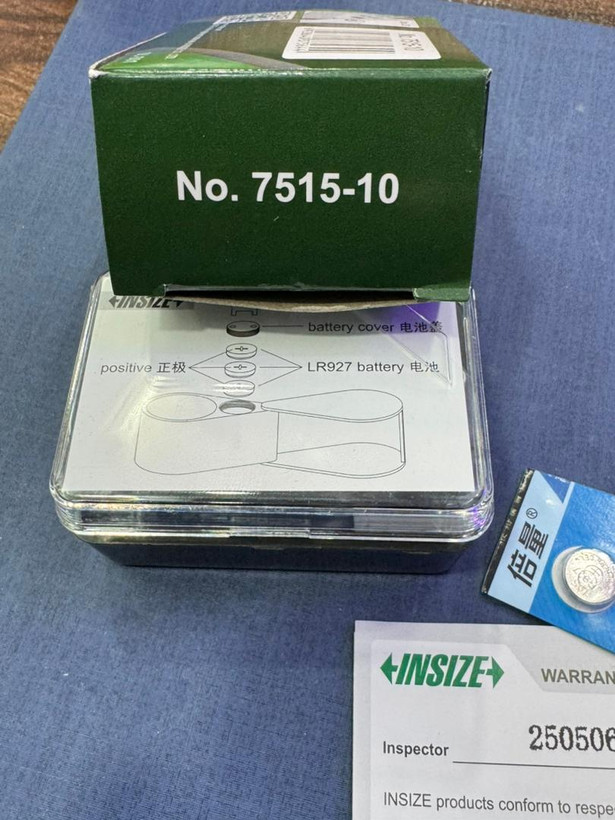 No. 7515-10
INSIZE
battery cover 电池盖
positive 正极
LR927 battery 电池
倍量®
INSIZE
WARRAN
Inspector
250506
INSIZE products conform to respe